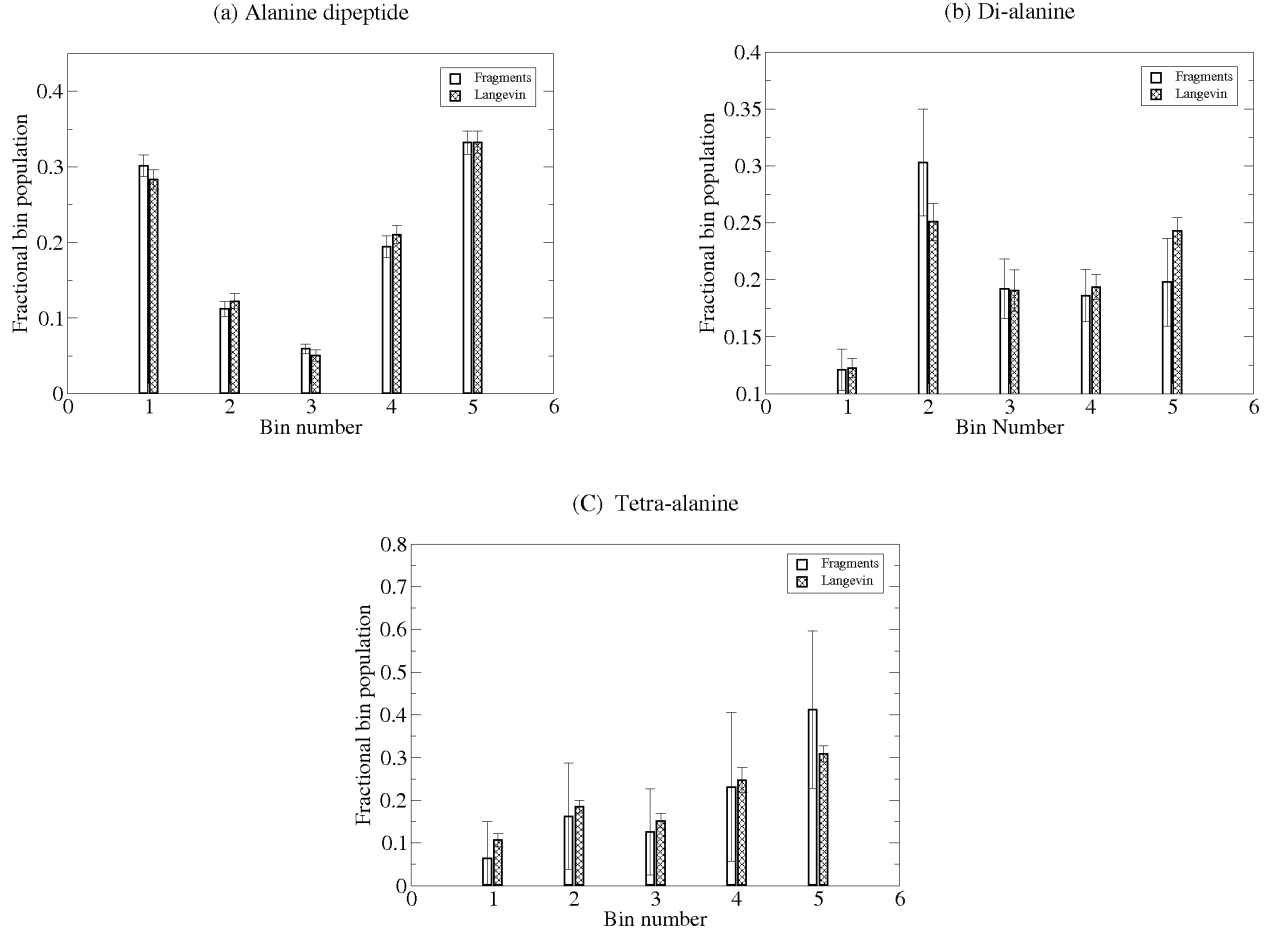 (a) Alanine dipeptide
Fractional bin population
0.4
0.3
0.2
0.1
0
Fragments
Langevin
0 1 2 3 4 5 6
Bin number
(b) Di-alanine
Fractional bin population
0.4
0.35
0.3
0.25
0.2
0.15
0.1
Fragments
Langevin
0 1 2 3 4 5 6
Bin Number
(C) Tetra-alanine
Fractional bin population
0.8
0.7
0.6
0.5
0.4
0.3
0.2
0.1
0
Fragments
Langevin
0 1 2 3 4 5 6
Bin number